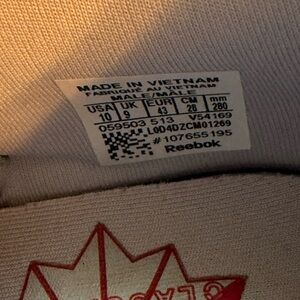 MADE IN VIETNAM
FABRIQUÉ AU VIETNAM
MALE/MÂLE
USA UK EUR CM mm
10 9 43 28 280
059503 513 V54169
L0D4DZCM01269
#107655195
Reebok